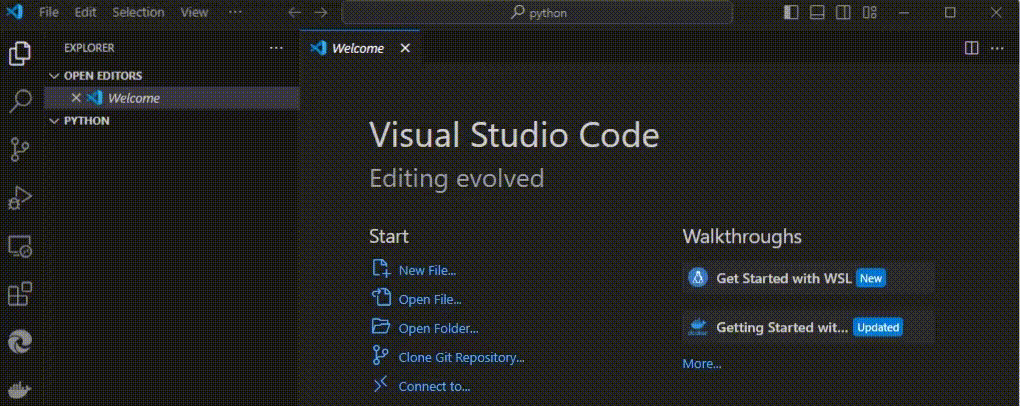 File Edit Selection View ··· python
EXPLORER ···
Welcome
OPEN EDITORS
Welcome
PYTHON
Visual Studio Code
Editing evolved
Start
New File...
Open File...
Open Folder...
Clone Git Repository...
Connect to...
Walkthroughs
Get Started with WSL New
Getting Started wit... Updated
More...